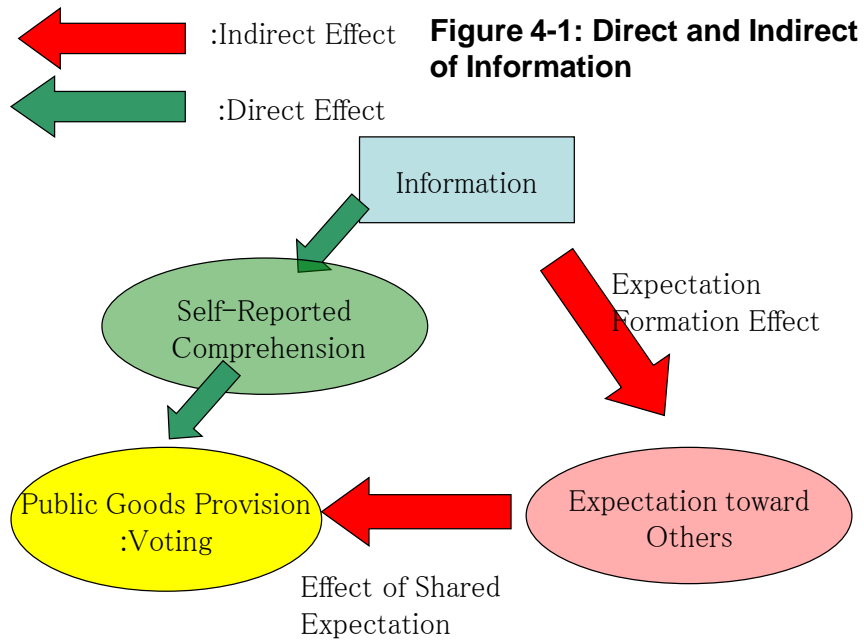 :Indirect Effect
Figure 4-1: Direct and Indirect
of Information
:Direct Effect
Information
Expectation
Formation Effect
Self-Reported
Comprehension
Public Goods Provision
:Voting
Expectation toward
Others
Effect of Shared
Expectation